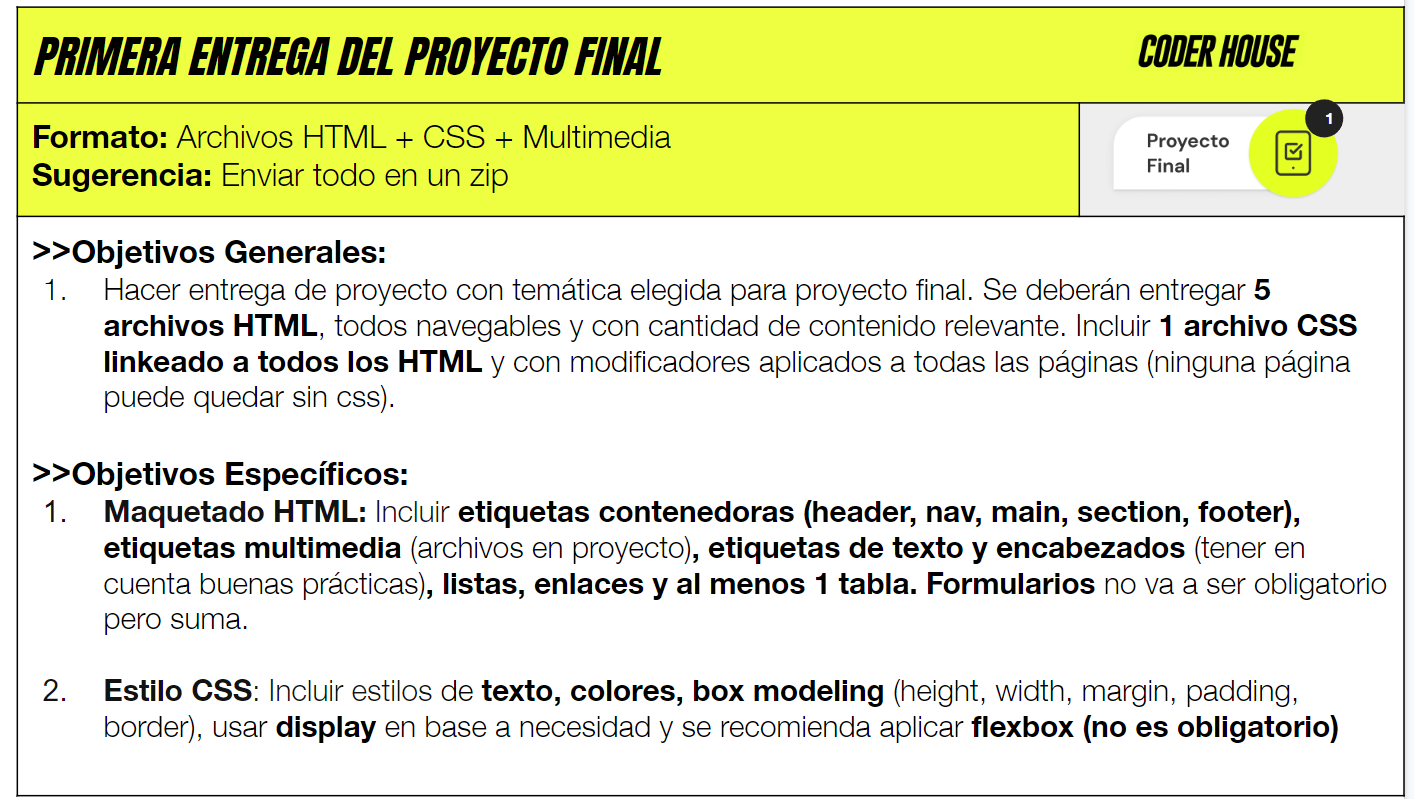 PRIMERA ENTREGA DEL PROYECTO FINAL
CODER HOUSE
Formato: Archivos HTML + CSS + Multimedia
Sugerencia: Enviar todo en un zip
Proyecto
Final
1
>>Objetivos Generales:
1. Hacer entrega de proyecto con temática elegida para proyecto final. Se deberán entregar 5
archivos HTML, todos navegables y con cantidad de contenido relevante. Incluir 1 archivo CSS
linkeado a todos los HTML y con modificadores aplicados a todas las páginas (ninguna página
puede quedar sin css).
>>Objetivos Específicos:
1. Maquetado HTML: Incluir etiquetas contenedoras (header, nav, main, section, footer),
etiquetas multimedia (archivos en proyecto), etiquetas de texto y encabezados (tener en
cuenta buenas prácticas), listas, enlaces y al menos 1 tabla. Formularios no va a ser obligatorio
pero suma.
2. Estilo CSS: Incluir estilos de texto, colores, box modeling (height, width, margin, padding,
border), usar display en base a necesidad y se recomienda aplicar flexbox (no es obligatorio)